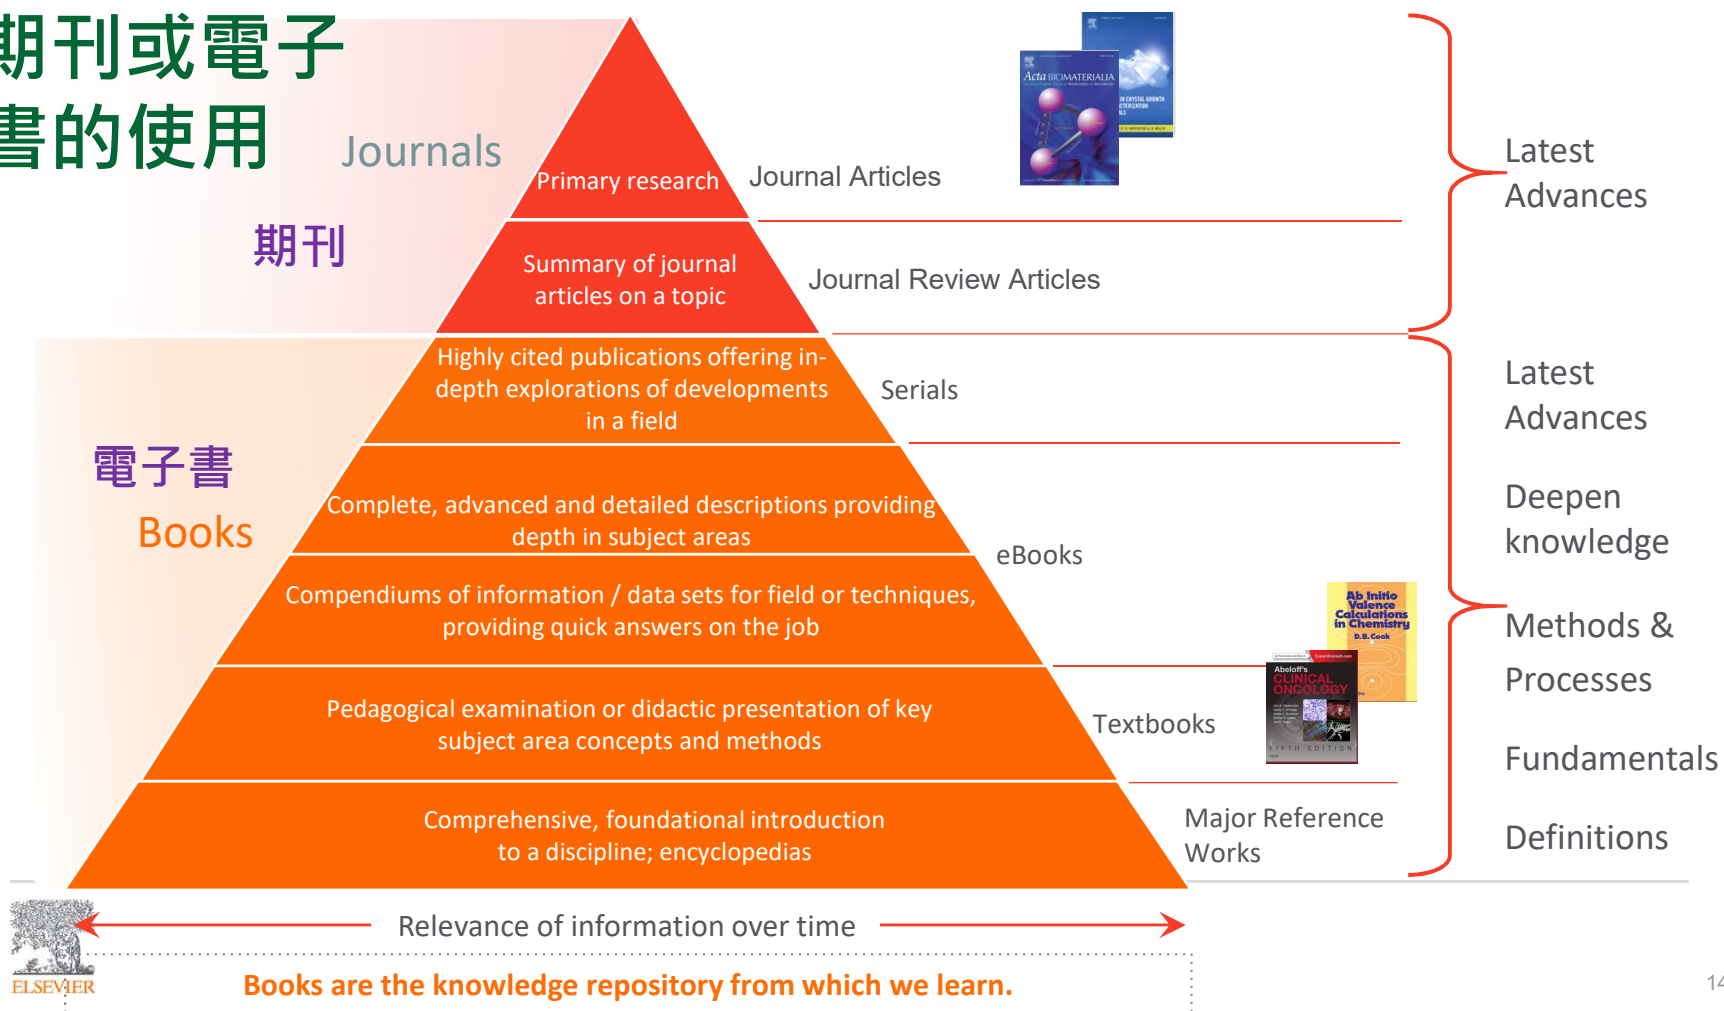 期刊或電子
書的使用
Journals
期刊
Primary research
Journal Articles
Acta BIOMATERIALIA
Latest
Advances
Summary of journal
articles on a topic
Journal Review Articles
Highly cited publications offering in-
depth explorations of developments
in a field
Serials
Latest
Advances
電子書
Books
Complete, advanced and detailed descriptions providing
depth in subject areas
eBooks
Deepen
knowledge
Compendiums of information / data sets for field or techniques,
providing quick answers on the job
Ab Initio
Valence
Calculations
in Chemistry
D.B. Cook
Methods &
Processes
Pedagogical examination or didactic presentation of key
subject area concepts and methods
Textbooks
Abeloff's
CLINICAL
ONCOLOGY
FIFTH EDITION
Fundamentals
Comprehensive, foundational introduction
to a discipline; encyclopedias
Major Reference
Works
Definitions
Relevance of information over time
ELSEVIER
Books are the knowledge repository from which we learn.
14